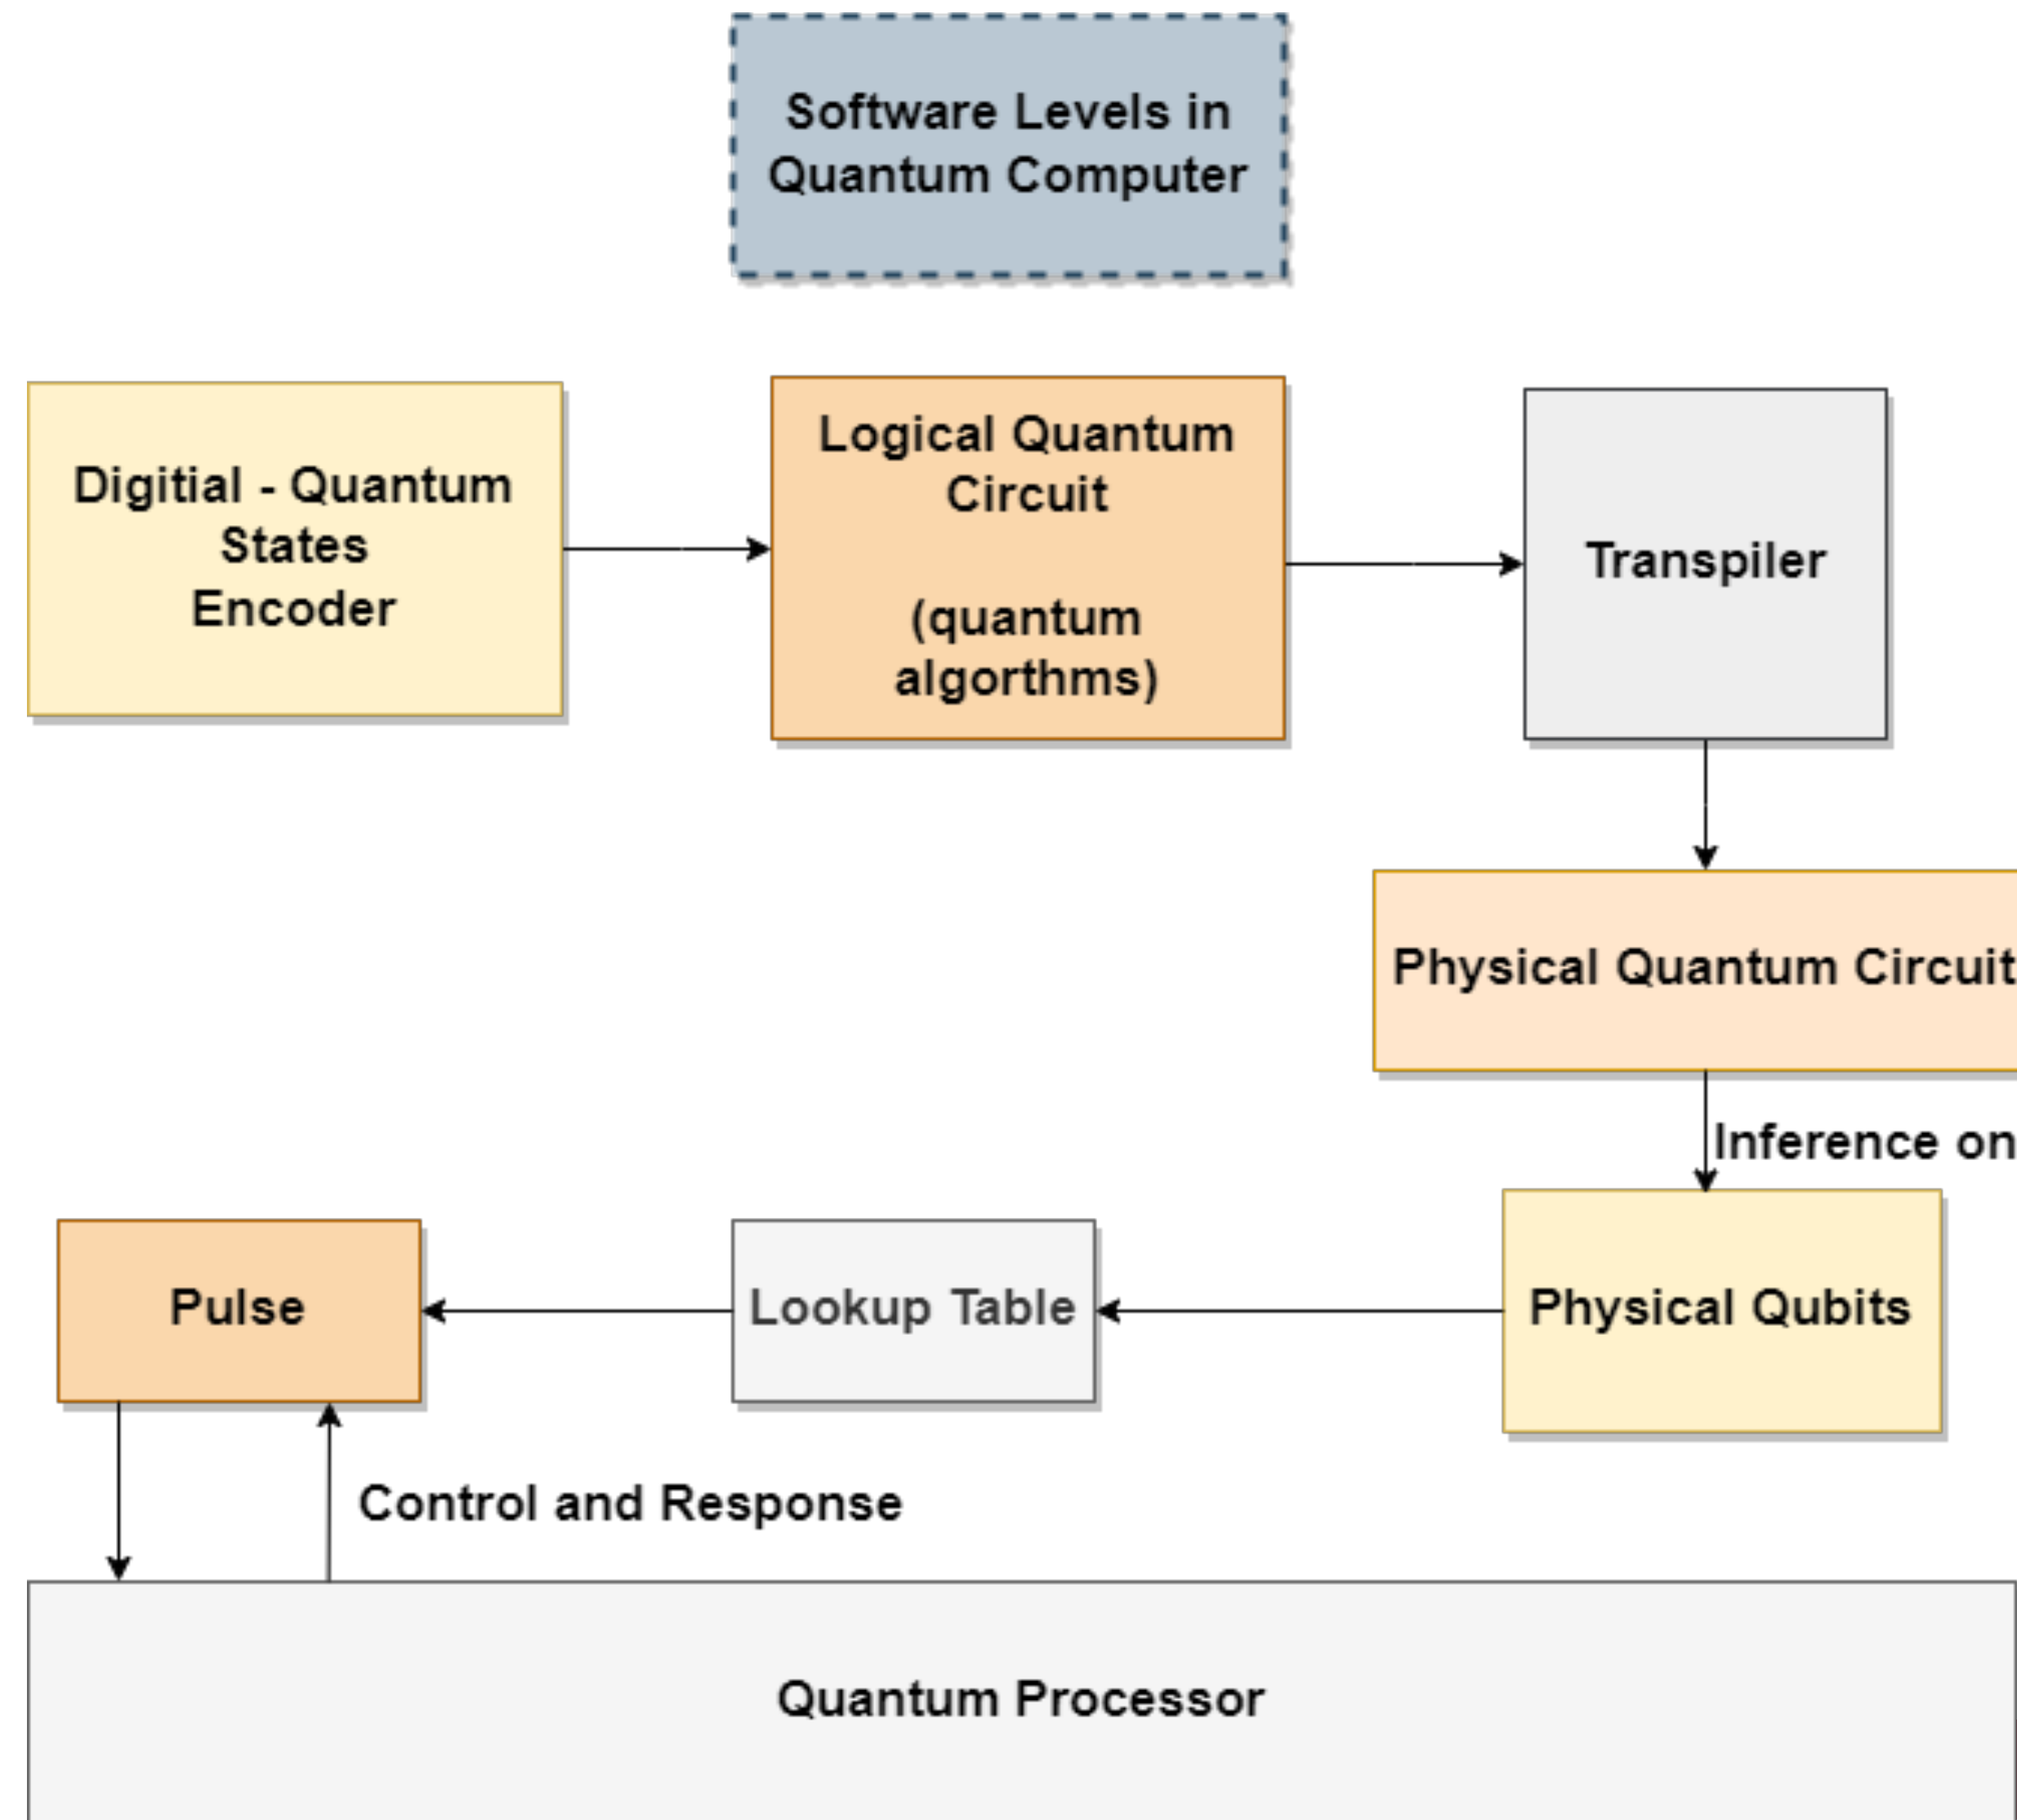 Software Levels in
Quantum Computer
Digitial - Quantum
States
Encoder
Logical Quantum
Circuit
(quantum
algorthms)
Transpiler
Physical Quantum Circuit
Inference on
Pulse
Lookup Table
Physical Qubits
Control and Response
Quantum Processor